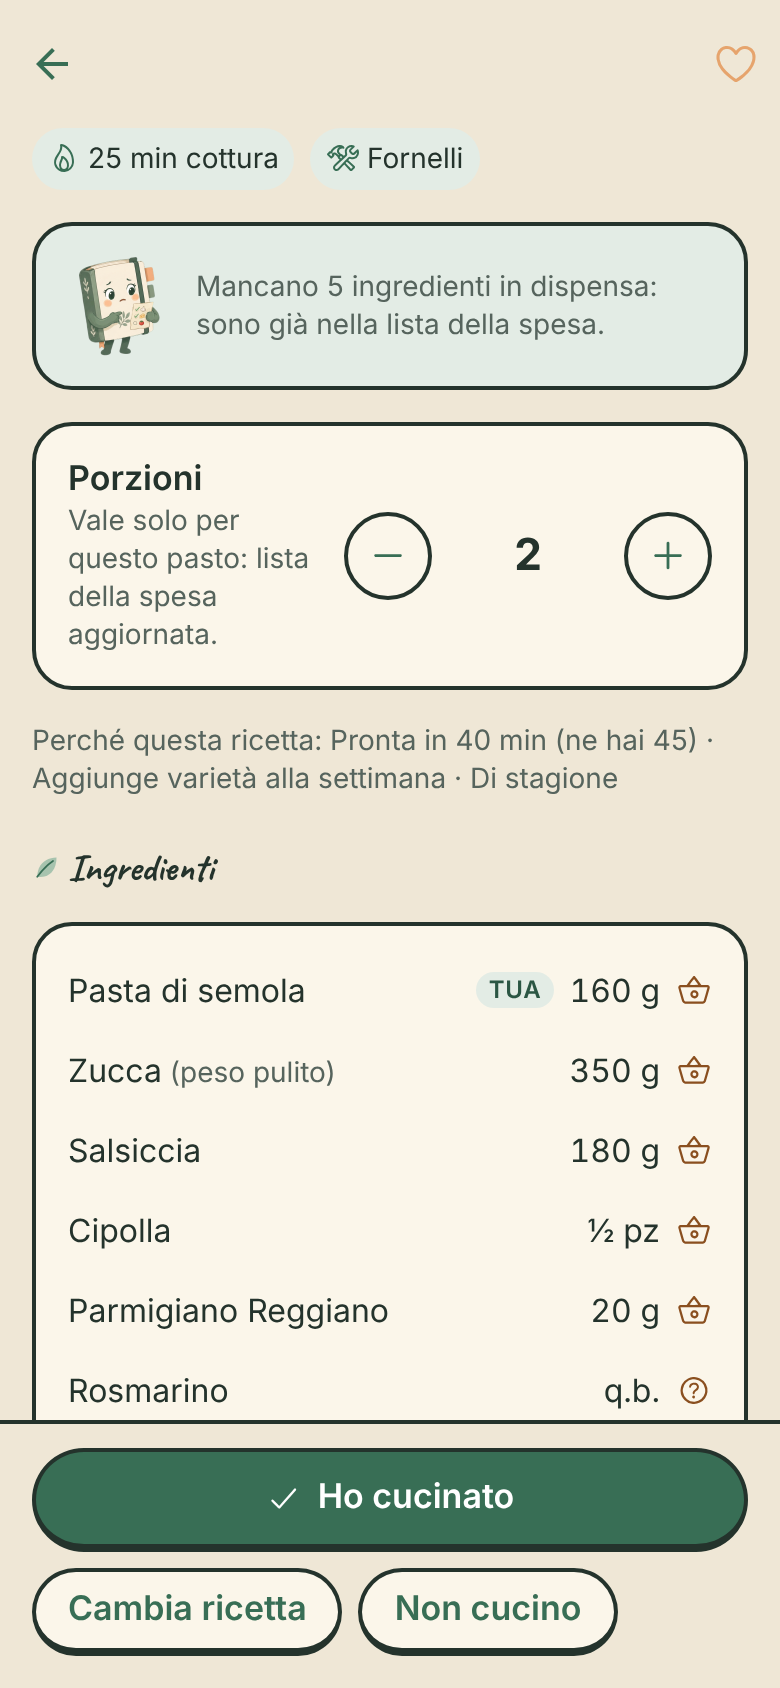 25 min cottura
Fornelli
Mancano 5 ingredienti in dispensa:
sono già nella lista della spesa.
Porzioni
Vale solo per
questo pasto: lista
della spesa
aggiornata.
2
Perché questa ricetta: Pronta in 40 min (ne hai 45) ·
Aggiunge varietà alla settimana · Di stagione
Ingredienti
Pasta di semola TUA 160 g
Zucca (peso pulito) 350 g
Salsiccia 180 g
Cipolla ½ pz
Parmigiano Reggiano 20 g
Rosmarino q.b.
Ho cucinato
Cambia ricetta
Non cucino